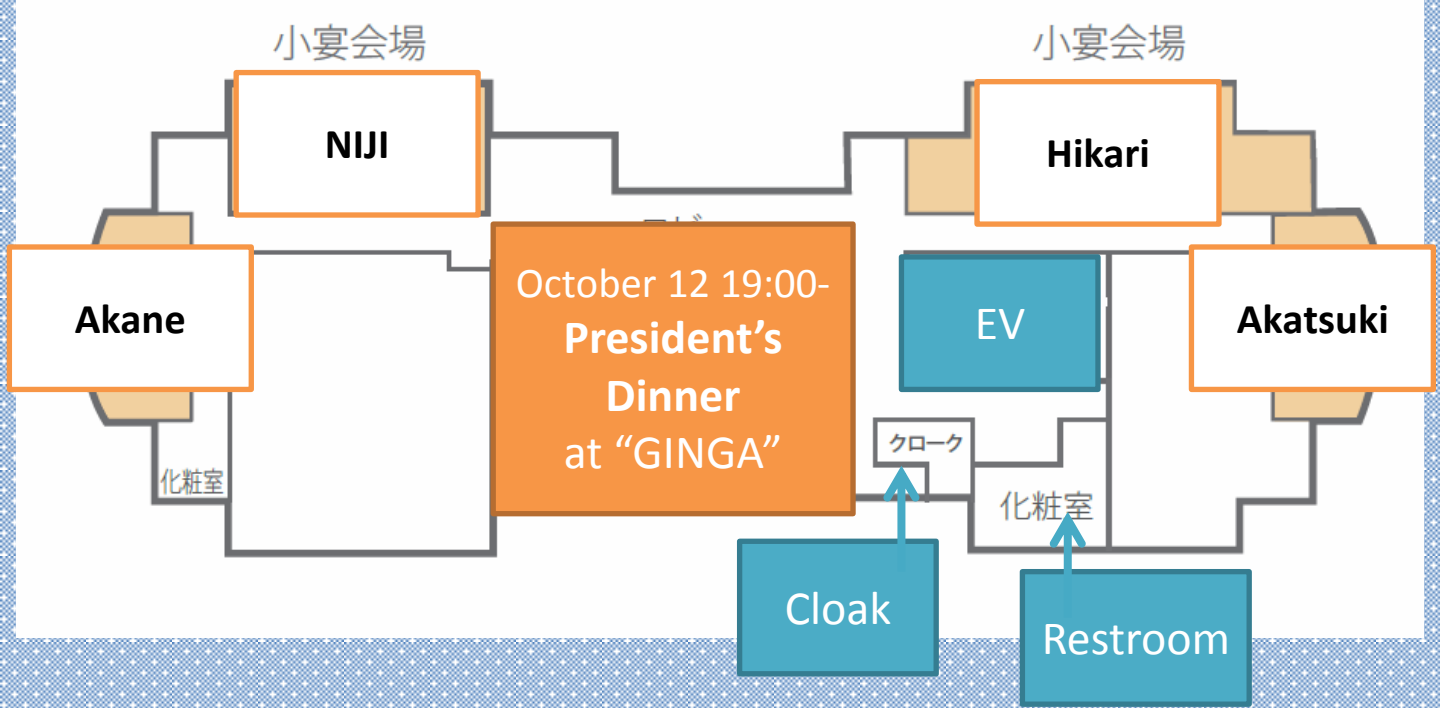 小宴会場
小宴会場
NIJI
Hikari
October 12 19:00-
President’s
Dinner
at “GINGA”
EV
Akane
Akatsuki
クローク
化粧室
化粧室
Cloak
Restroom